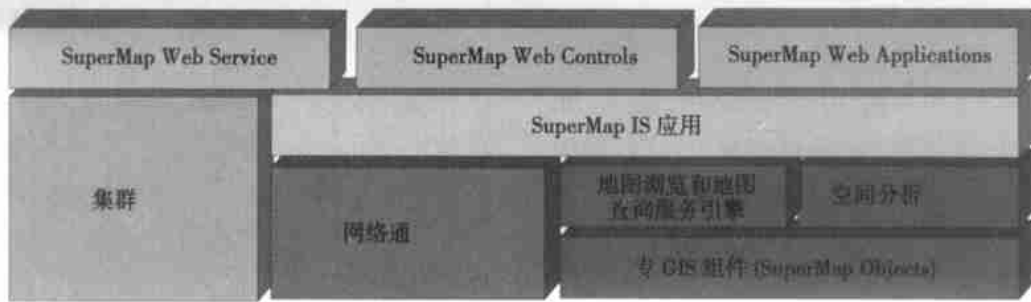 SuperMap Web Service
SuperMap Web Controls
SuperMap Web Applications
SuperMap IS 应用
集群
网络通
地图浏览和地图
查询服务引擎
空间分析
专 GIS 组件 (SuperMap Objects)